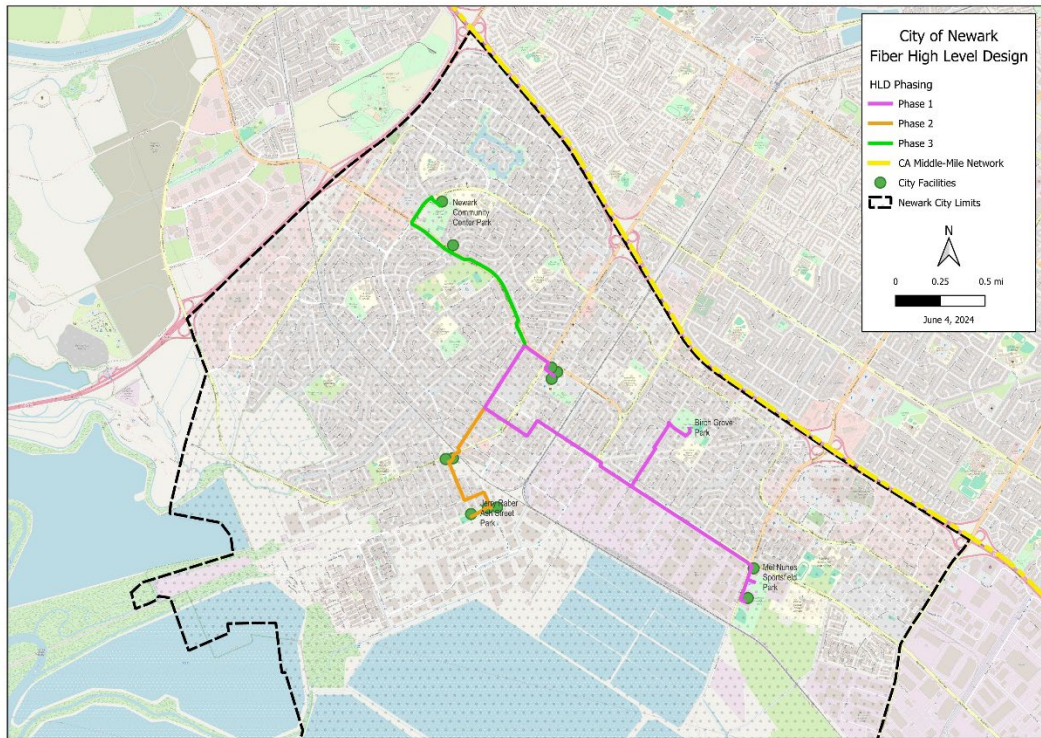 City of Newark
Fiber High Level Design
HLD Phasing
Phase 1
Phase 2
Phase 3
CA Middle-Mile Network
City Facilities
Newark City Limits
N
0 0.25 0.5 mi
June 4, 2024
Newark
Community
Center Park
Birch Grove
Park
Jerry Raber
Ash Street
Park
Mel Nunes
Sportsfield
Park